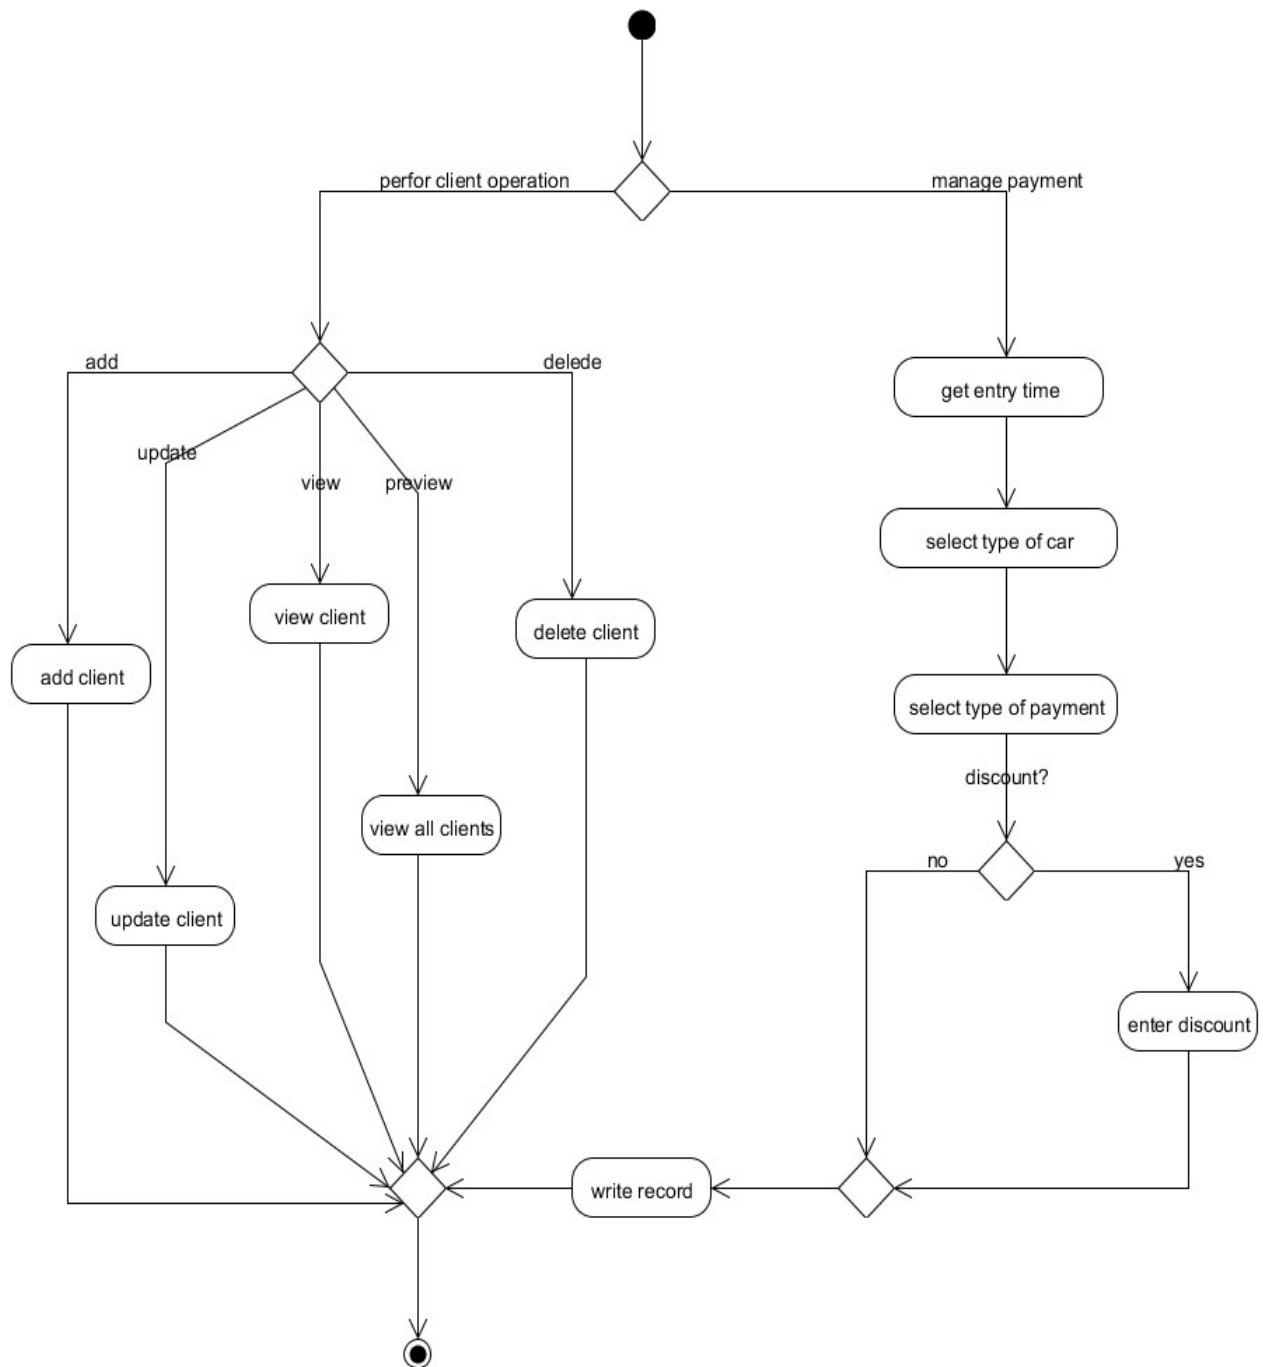 perfor client operation
manage payment
add
delede
get entry time
update
view
preview
select type of car
view client
delete client
add client
select type of payment
discount?
view all clients
no
yes
update client
enter discount
write record